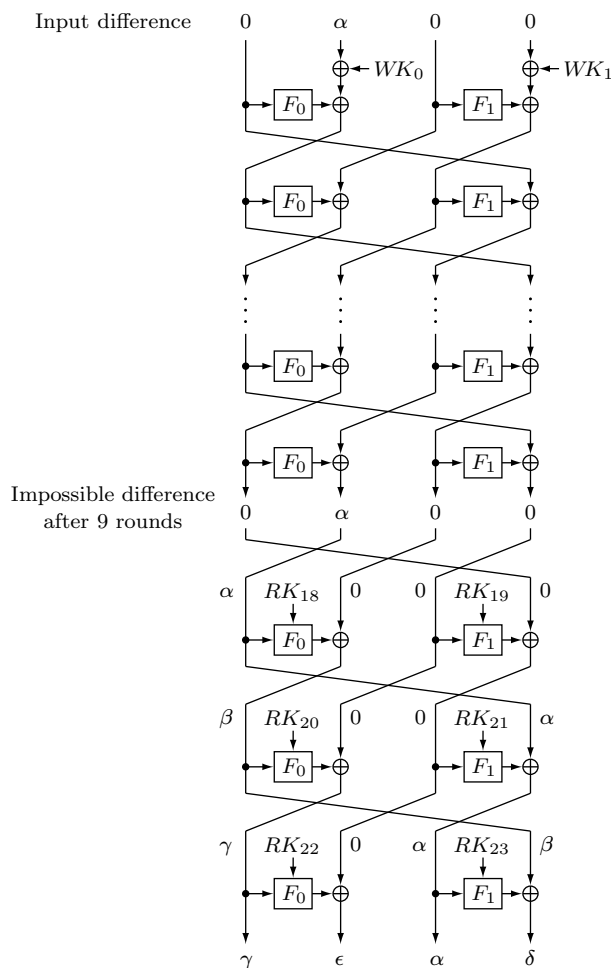 Input difference 0 α 0 0
WK₀ WK₁
F₀ F₁
F₀ F₁
F₀ F₁
F₀ F₁
Impossible difference
after 9 rounds
0 α 0 0
α RK₁₈ 0 0 RK₁₉ 0
F₀ F₁
β RK₂₀ 0 0 RK₂₁ α
F₀ F₁
γ RK₂₂ 0 α RK₂₃ β
F₀ F₁
γ ϵ α δ